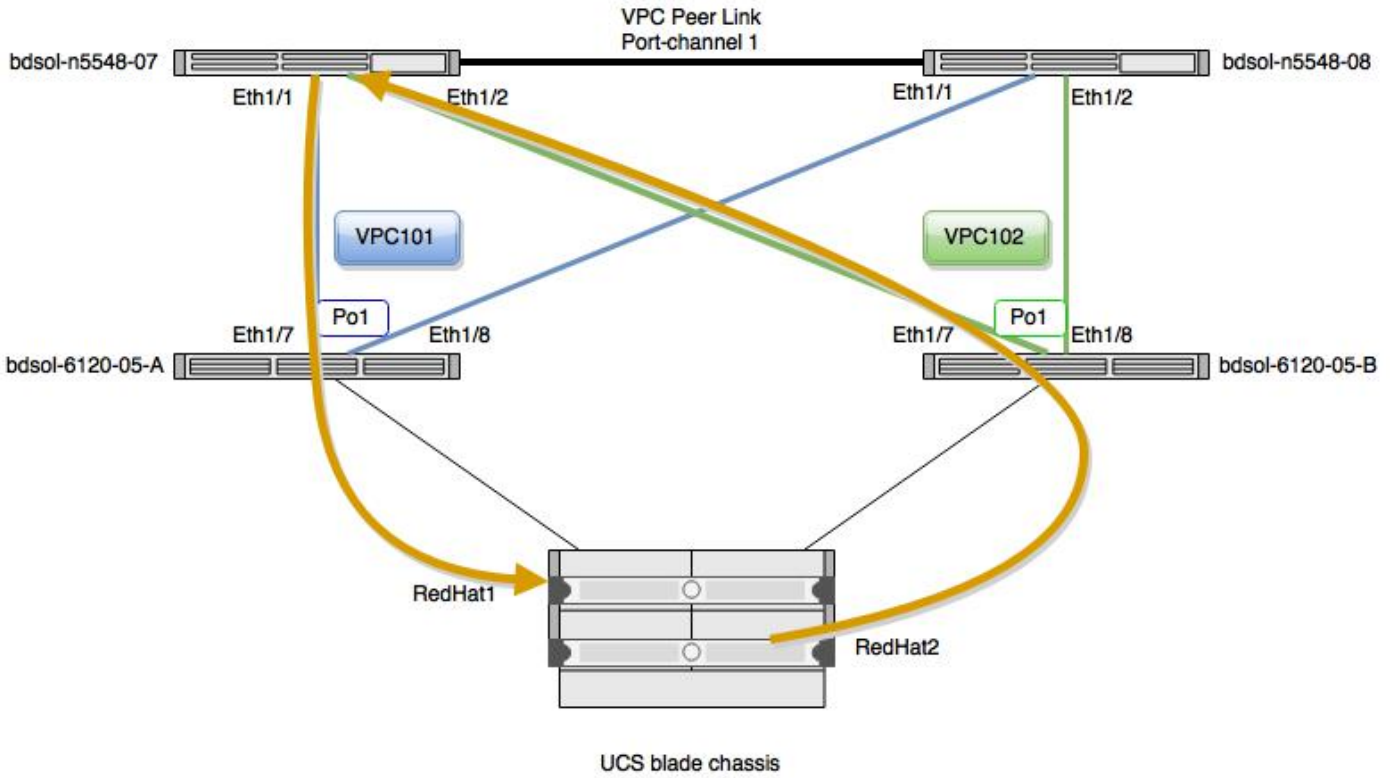 VPC Peer Link
Port-channel 1
bdsol-n5548-07
bdsol-n5548-08
Eth1/1
Eth1/2
Eth1/1
Eth1/2
VPC101
VPC102
Po1
Po1
Eth1/7
Eth1/8
Eth1/7
Eth1/8
bdsol-6120-05-A
bdsol-6120-05-B
RedHat1
RedHat2
UCS blade chassis